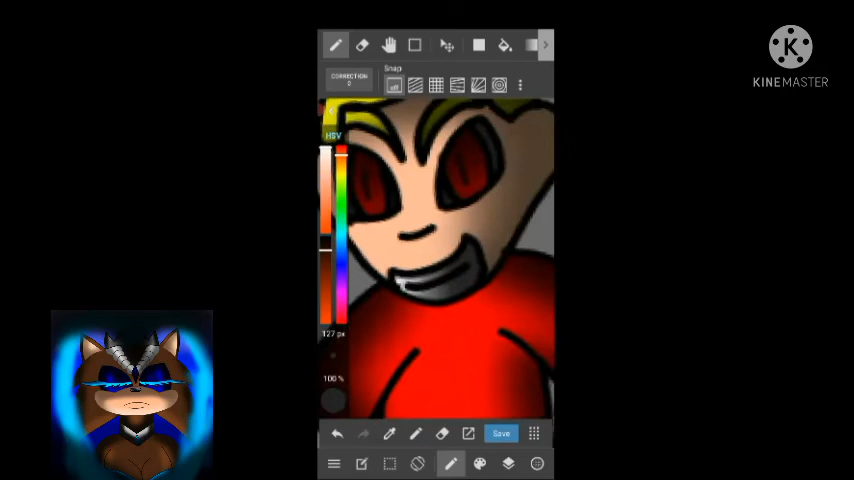 K
KINEMASTER
CORRECTION
0
Snap
HSV
127 px
100 %
Save